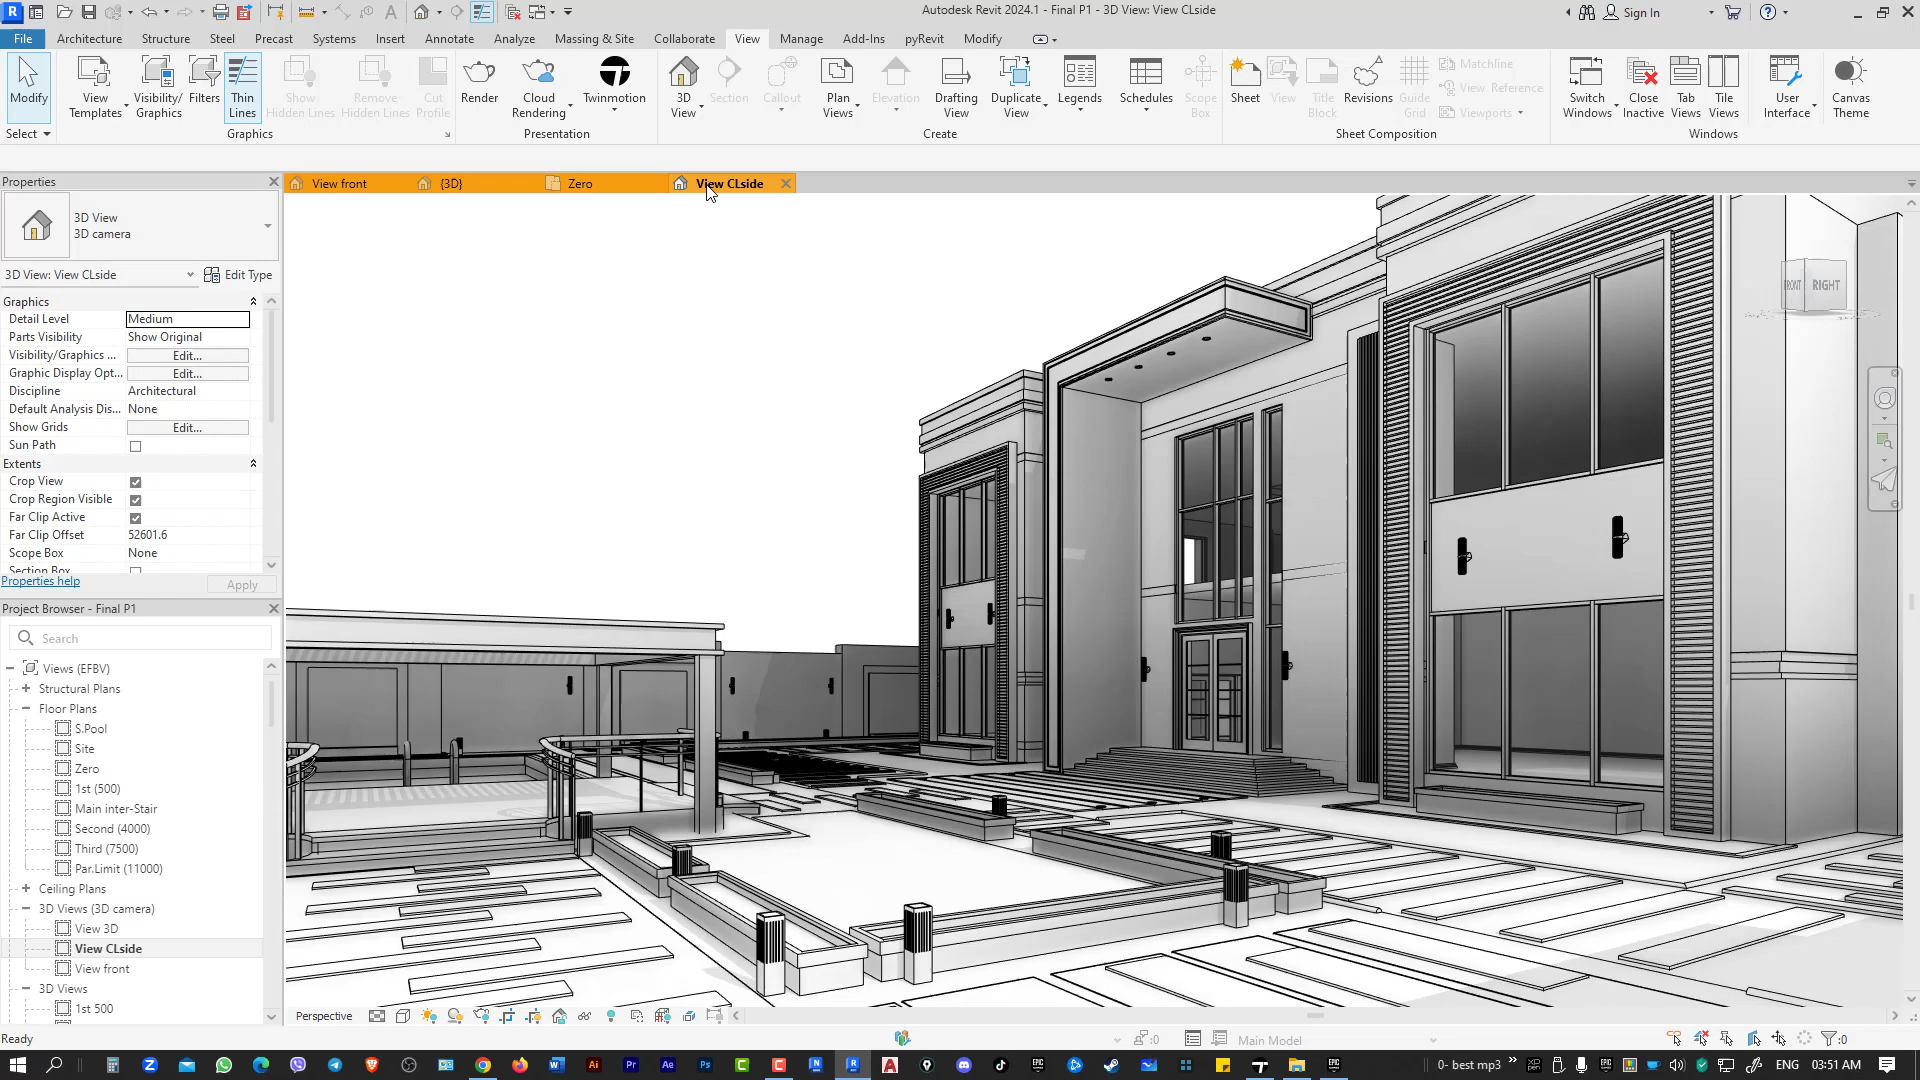 Autodesk Revit 2024.1 - Final P1 - 3D View: View CLside
Sign In
File Architecture Structure Steel Precast Systems Insert Annotate Analyze Massing & Site Collaborate View Manage Add-Ins pyRevit Modify
Modify
View Templates
Visibility/ Graphics
Filters
Thin Lines
Show Hidden Lines
Remove Hidden Lines
Cut Profile
Render
Cloud Rendering
Twinmotion
3D View
Section
Callout
Plan Views
Elevation
Drafting View
Duplicate View
Legends
Schedules
Scope Box
Sheet
View
Title Block
Revisions
Guide Grid
Matchline
View Reference
Viewports
Switch Windows
Close Inactive
Tab Views
Tile Views
User Interface
Canvas Theme
Select Graphics Presentation Create Sheet Composition Windows
Properties
View front {3D} Zero View CLside
3D View
3D camera
3D View: View CLside Edit Type
Graphics
Detail Level Medium
Parts Visibility Show Original
Visibility/Graphics ... Edit...
Graphic Display Opt... Edit...
Discipline Architectural
Default Analysis Dis... None
Show Grids Edit...
Sun Path
Extents
Crop View
Crop Region Visible
Far Clip Active
Far Clip Offset 52601.6
Scope Box None
Section Box
Properties help Apply
Project Browser - Final P1
Search
Views (EFBV)
Structural Plans
Floor Plans
S.Pool
Site
Zero
1st (500)
Main inter-Stair
Second (4000)
Third (7500)
Par.Limit (11000)
Ceiling Plans
3D Views (3D camera)
View 3D
View CLside
View front
3D Views
1st 500
FRONT RIGHT
Perspective
Ready
:0 Main Model :0
0- best mp3 ENG 03:51 AM